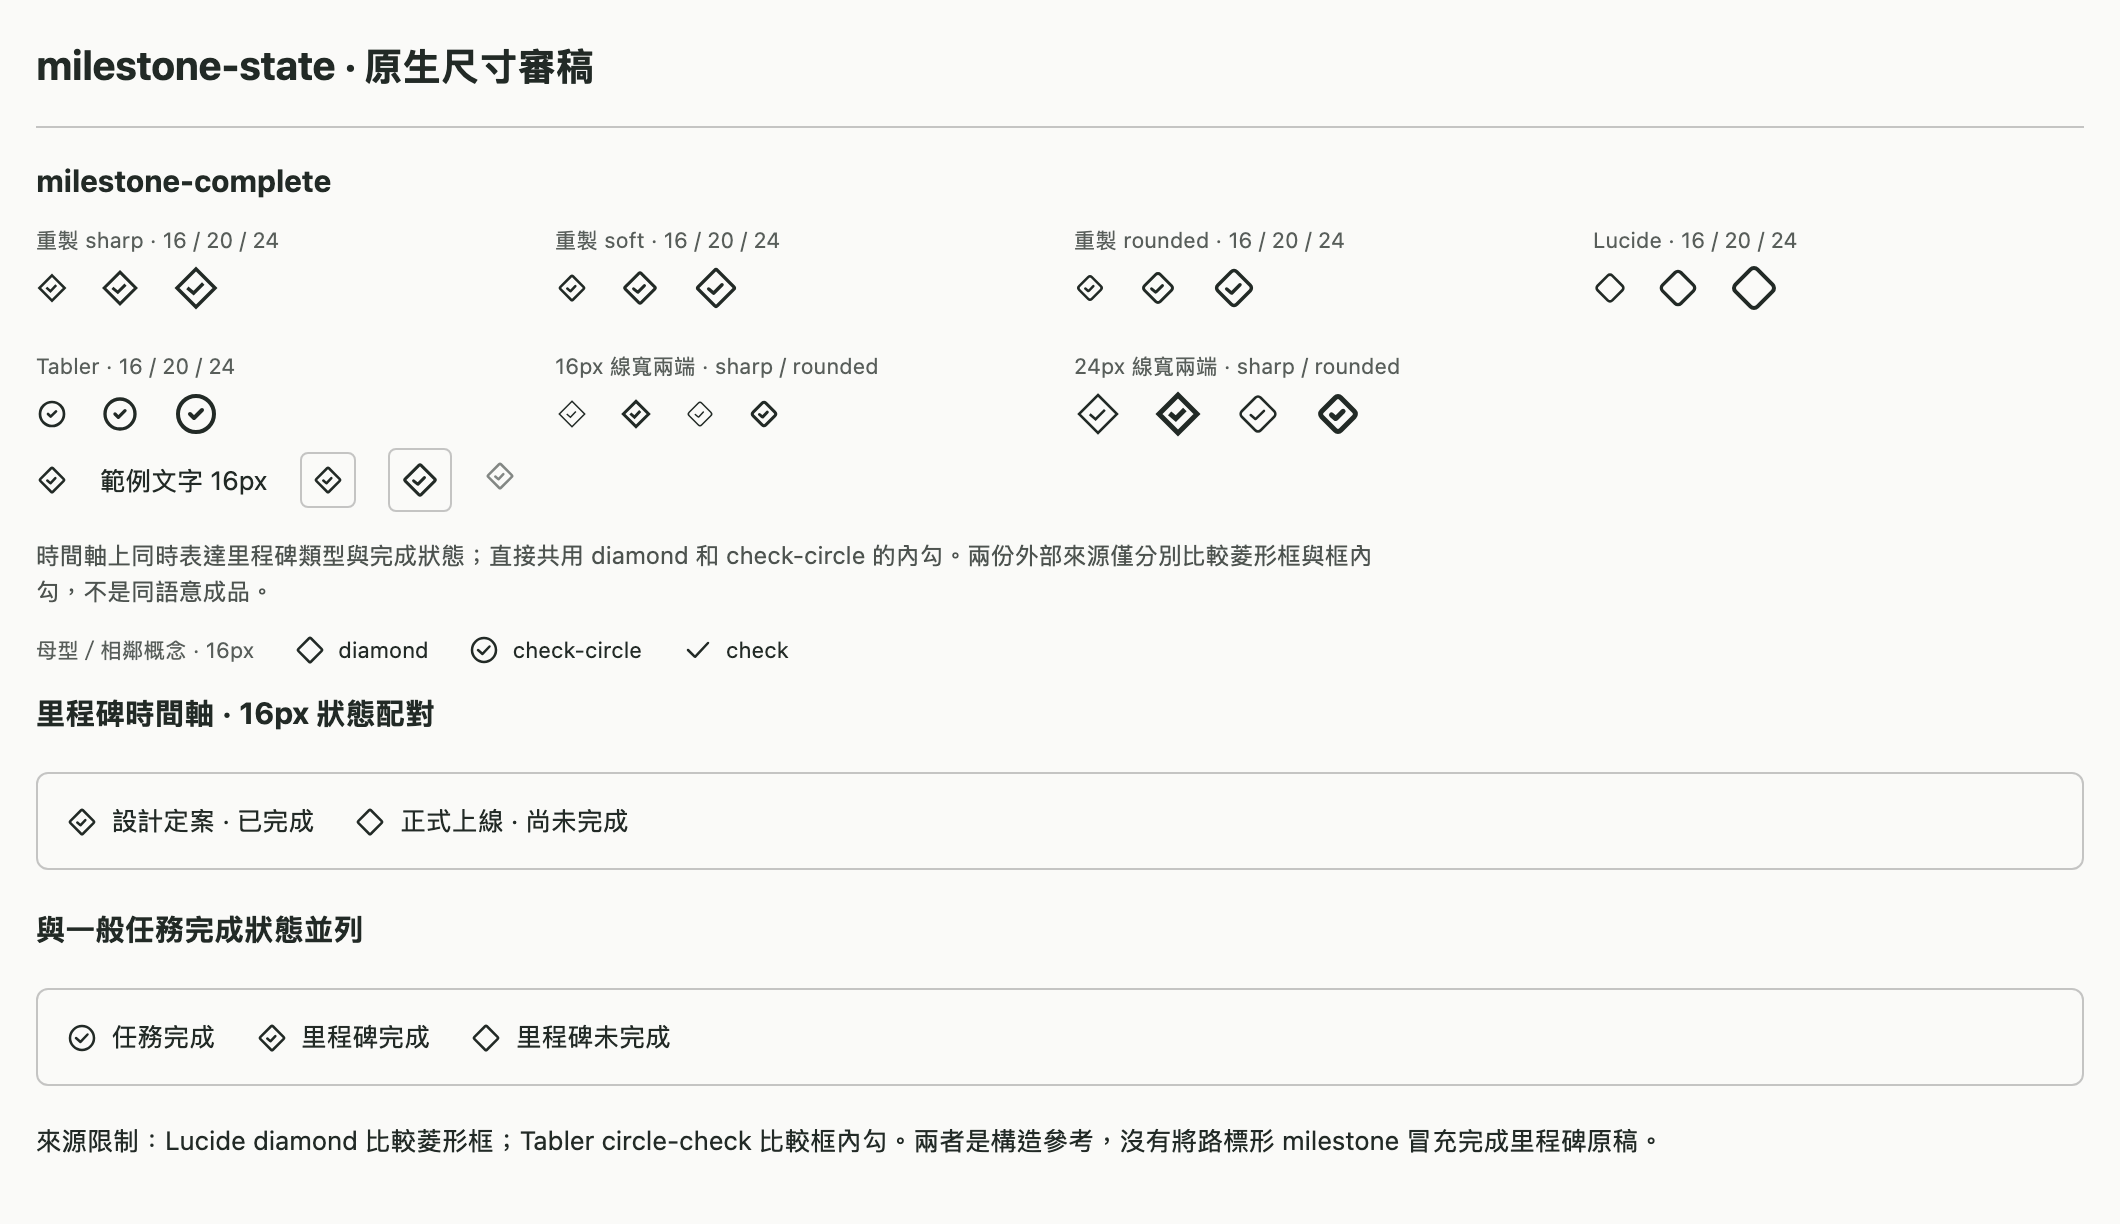 milestone-state · 原生尺寸審稿
milestone-complete
重製 sharp · 16 / 20 / 24
重製 soft · 16 / 20 / 24
重製 rounded · 16 / 20 / 24
Lucide · 16 / 20 / 24
Tabler · 16 / 20 / 24
16px 線寬兩端 · sharp / rounded
24px 線寬兩端 · sharp / rounded
範例文字 16px
時間軸上同時表達里程碑類型與完成狀態；直接共用 diamond 和 check-circle 的內勾。兩份外部來源僅分別比較菱形框與框內
勾，不是同語意成品。
母型 / 相鄰概念 · 16px diamond check-circle check
里程碑時間軸 · 16px 狀態配對
設計定案 · 已完成 正式上線 · 尚未完成
與一般任務完成狀態並列
任務完成 里程碑完成 里程碑未完成
來源限制：Lucide diamond 比較菱形框；Tabler circle-check 比較框內勾。兩者是構造參考，沒有將路標形 milestone 冒充完成里程碑原稿。